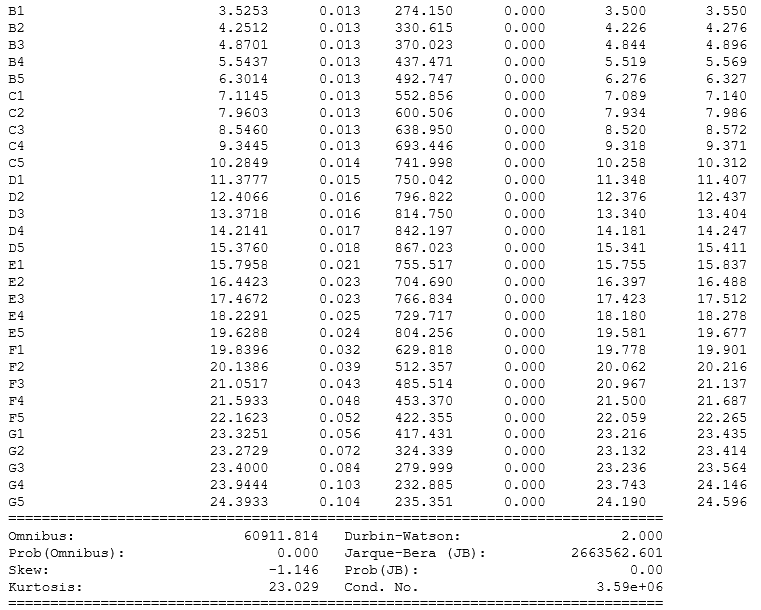 B1 3.5253 0.013 274.150 0.000 3.500 3.550
B2 4.2512 0.013 330.615 0.000 4.226 4.276
B3 4.8701 0.013 370.023 0.000 4.844 4.896
B4 5.5437 0.013 437.471 0.000 5.519 5.569
B5 6.3014 0.013 492.747 0.000 6.276 6.327
C1 7.1145 0.013 552.856 0.000 7.089 7.140
C2 7.9603 0.013 600.506 0.000 7.934 7.986
C3 8.5460 0.013 638.950 0.000 8.520 8.572
C4 9.3445 0.013 693.446 0.000 9.318 9.371
C5 10.2849 0.014 741.998 0.000 10.258 10.312
D1 11.3777 0.015 750.042 0.000 11.348 11.407
D2 12.4066 0.016 796.822 0.000 12.376 12.437
D3 13.3718 0.016 814.750 0.000 13.340 13.404
D4 14.2141 0.017 842.197 0.000 14.181 14.247
D5 15.3760 0.018 867.023 0.000 15.341 15.411
E1 15.7958 0.021 755.517 0.000 15.755 15.837
E2 16.4423 0.023 704.690 0.000 16.397 16.488
E3 17.4672 0.023 766.834 0.000 17.423 17.512
E4 18.2291 0.025 729.717 0.000 18.180 18.278
E5 19.6288 0.024 804.256 0.000 19.581 19.677
F1 19.8396 0.032 629.818 0.000 19.778 19.901
F2 20.1386 0.039 512.357 0.000 20.062 20.216
F3 21.0517 0.043 485.514 0.000 20.967 21.137
F4 21.5933 0.048 453.370 0.000 21.500 21.687
F5 22.1623 0.052 422.355 0.000 22.059 22.265
G1 23.3251 0.056 417.431 0.000 23.216 23.435
G2 23.2729 0.072 324.339 0.000 23.132 23.414
G3 23.4000 0.084 279.999 0.000 23.236 23.564
G4 23.9444 0.103 232.885 0.000 23.743 24.146
G5 24.3933 0.104 235.351 0.000 24.190 24.596
==============================================================================
Omnibus: 60911.814 Durbin-Watson: 2.000
Prob(Omnibus): 0.000 Jarque-Bera (JB): 2663562.601
Skew: -1.146 Prob(JB): 0.00
Kurtosis: 23.029 Cond. No. 3.59e+06
==============================================================================